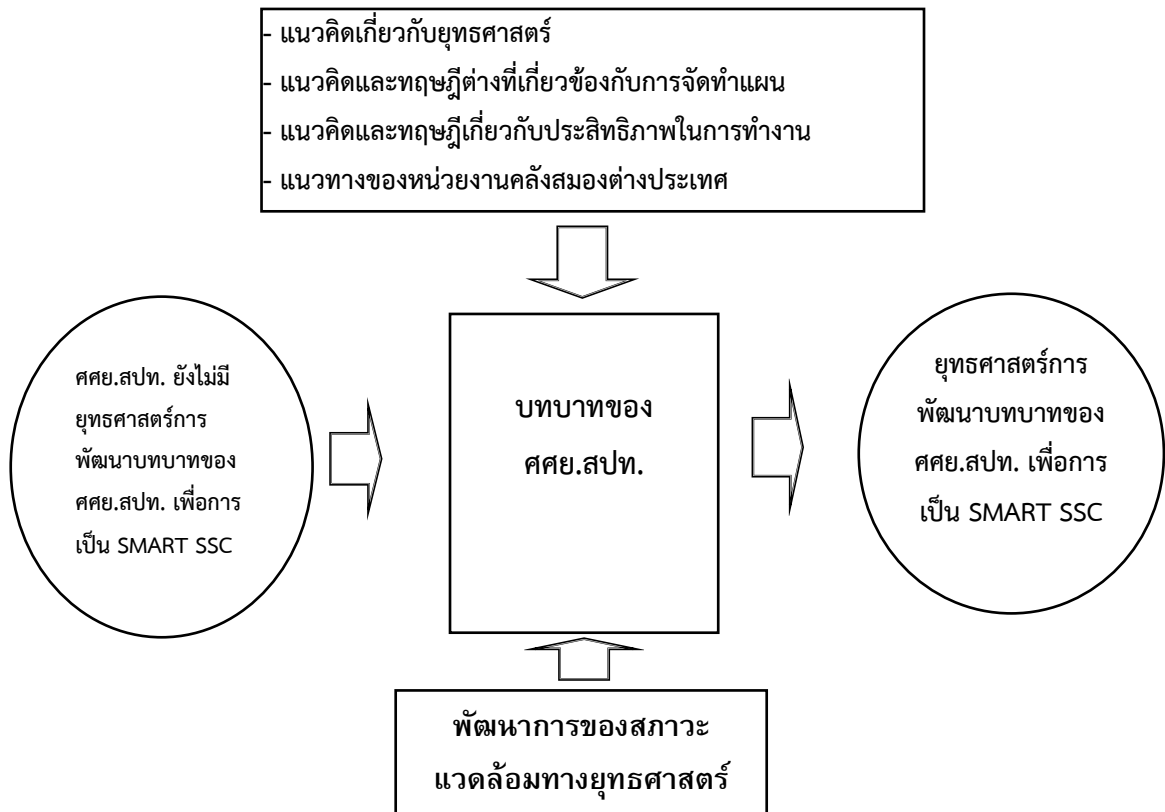 - แนวคิดเกี่ยวกับยุทธศาสตร์
- แนวคิดและทฤษฎีต่างที่เกี่ยวข้องกับการจัดทำแผน
- แนวคิดและทฤษฎีเกี่ยวกับประสิทธิภาพในการทำงาน
- แนวทางของหน่วยงานคลังสมองต่างประเทศ
ศศย.สปท. ยังไม่มี
ยุทธศาสตร์การ
พัฒนาบทบาทของ
ศศย.สปท. เพื่อการ
เป็น SMART SSC
บทบาทของ
ศศย.สปท.
ยุทธศาสตร์การ
พัฒนาบทบาทของ
ศศย.สปท. เพื่อการ
เป็น SMART SSC
พัฒนาการของสภาวะ
แวดล้อมทางยุทธศาสตร์